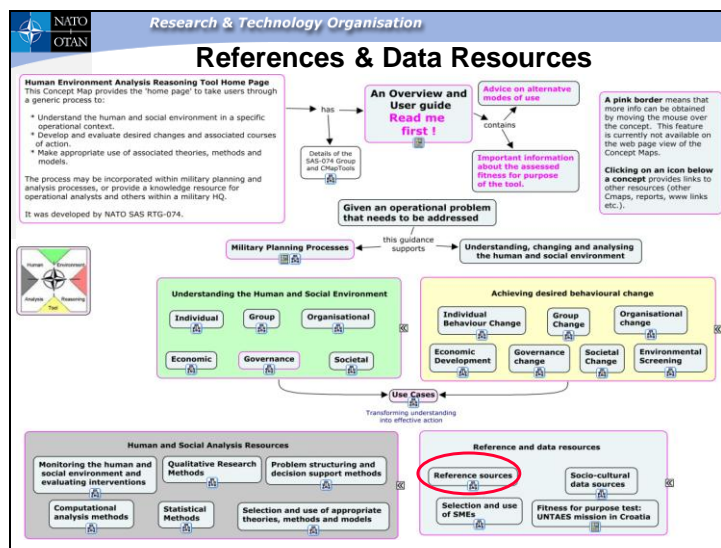 NATO
OTAN
Research & Technology Organisation
References & Data Resources
Human Environment Analysis Reasoning Tool Home Page
This Concept Map provides the 'home page' to take users through
a generic process to:
* Understand the human and social environment in a specific
operational context.
* Develop and evaluate desired changes and associated courses
of action.
* Make appropriate use of associated theories, methods and
models.
The process may be incorporated within military planning and
analysis processes, or provide a knowledge resource for
operational analysts and others within a military HQ.
It was developed by NATO SAS RTG-074.
has
Details of the
SAS-074 Group
and CMapTools
An Overview and
User guide
Read me
first !
contains
Advice on alternatve
modes of use
Important information
about the assessed
fitness for purpose
of the tool.
A pink border means that
more info can be obtained
by moving the mouse over
the concept. This feature
is currently not available on
the web page view of the
Concept Maps.
Clicking on an icon below
a concept provides links to
other resources (other
Cmaps, reports, www links
etc.).
Given an operational problem
that needs to be addressed
this guidance
supports
Military Planning Processes
Understanding, changing and analysing
the human and social environment
Human
Environment
Analysis
Reasoning
Tool
Understanding the Human and Social Environment
Individual
Group
Organisational
Economic
Governance
Societal
Achieving desired behavioural change
Individual
Behaviour Change
Group
Change
Organisational
change
Economic
Development
Governance
change
Societal
Change
Environmental
Screening
Use Cases
Transforming understanding
into effective action
Human and Social Analysis Resources
Monitoring the human and
social environment and
evaluating interventions
Qualitative Research
Methods
Problem structuring and
decision support methods
Computational
analysis methods
Statistical
Methods
Selection and use of appropriate
theories, methods and models
Reference and data resources
Reference sources
Socio-cultural
data sources
Selection and use
of SMEs
Fitness for purpose test:
UNTAES mission in Croatia